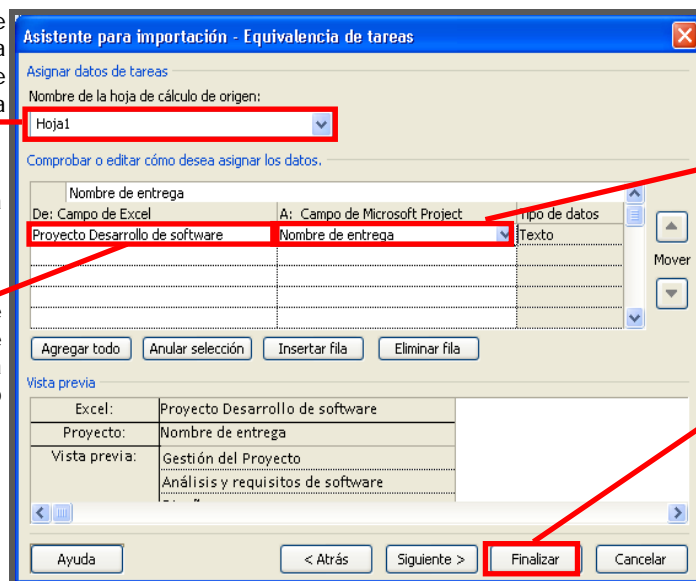 Asistente para importación - Equivalencia de tareas
Asignar datos de tareas
Nombre de la hoja de cálculo de origen:
Hoja1
Comprobar o editar cómo desea asignar los datos.
Nombre de entrega
De: Campo de Excel A: Campo de Microsoft Project Tipo de datos
Proyecto Desarrollo de software Nombre de entrega Texto
Mover
Agregar todo Anular selección Insertar fila Eliminar fila
Vista previa
Excel: Proyecto Desarrollo de software
Proyecto: Nombre de entrega
Vista previa: Gestión del Proyecto
Análisis y requisitos de software
Ayuda < Atrás Siguiente > Finalizar Cancelar